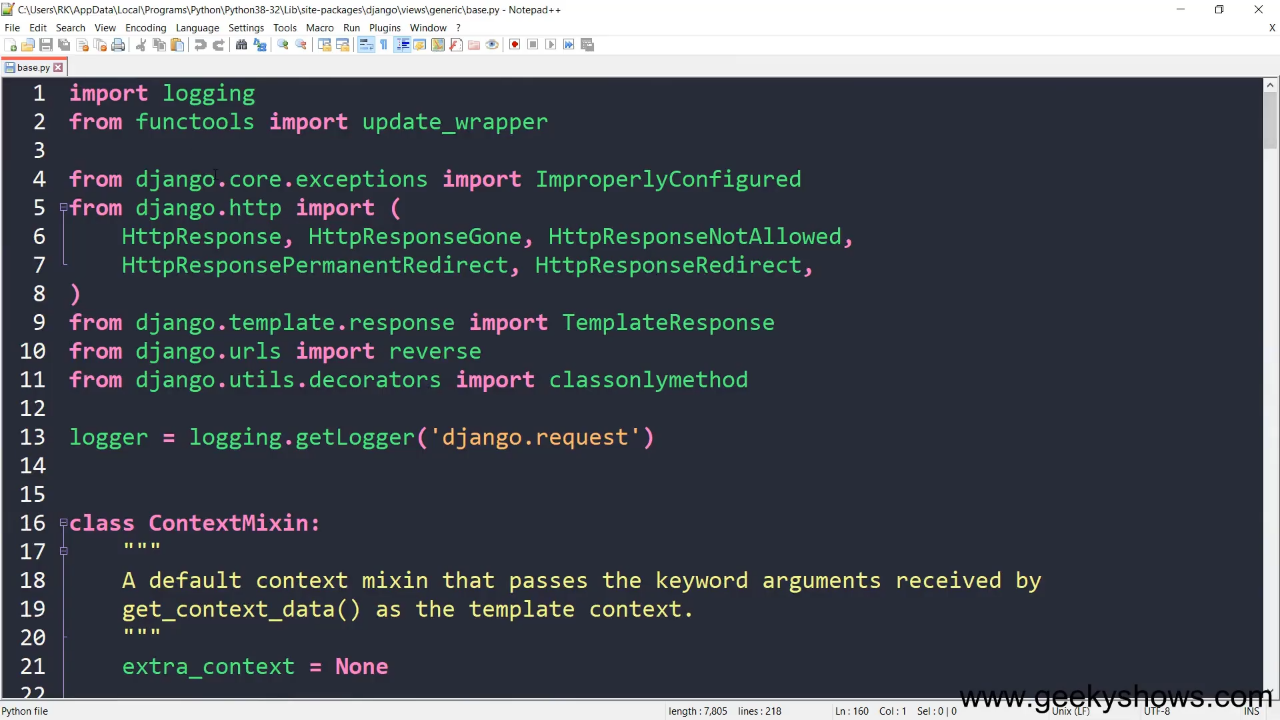 C:\Users\RK\AppData\Local\Programs\Python\Python38-32\Lib\site-packages\django\views\generic\base.py - Notepad++
File Edit Search View Encoding Language Settings Tools Macro Run Plugins Window ? X
base.py
1 import logging
2 from functools import update_wrapper
3
4 from django.core.exceptions import ImproperlyConfigured
5 from django.http import (
6     HttpResponse, HttpResponseGone, HttpResponseNotAllowed,
7     HttpResponsePermanentRedirect, HttpResponseRedirect,
8 )
9 from django.template.response import TemplateResponse
10 from django.urls import reverse
11 from django.utils.decorators import classonlymethod
12
13 logger = logging.getLogger('django.request')
14
15
16 class ContextMixin:
17     """
18     A default context mixin that passes the keyword arguments received by
19     get_context_data() as the template context.
20     """
21     extra_context = None
22
www.geekyshows.com
Python file length : 7,805 lines : 218 Ln : 160 Col : 1 Sel : 0 | 0 Unix (LF) UTF-8 INS